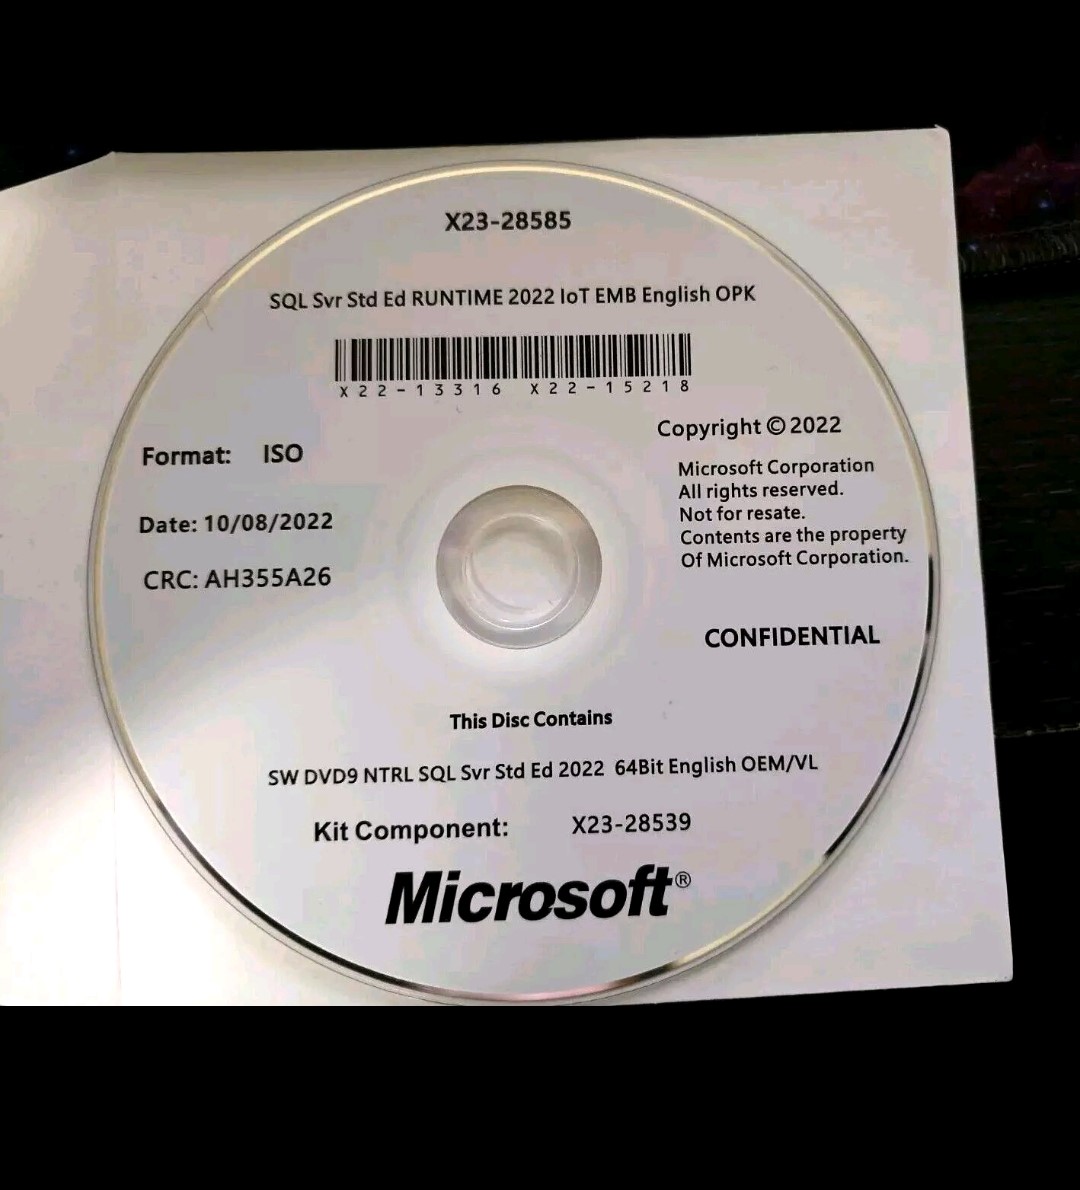 X23-28585
SQL Svr Std Ed RUNTIME 2022 IoT EMB English OPK
X22-13316 X22-15218
Format: ISO
Copyright © 2022
Microsoft Corporation
All rights reserved.
Not for resate.
Contents are the property
Of Microsoft Corporation.
Date: 10/08/2022
CRC: AH355A26
CONFIDENTIAL
This Disc Contains
SW DVD9 NTRL SQL Svr Std Ed 2022 64Bit English OEM/VL
Kit Component: X23-28539
Microsoft®